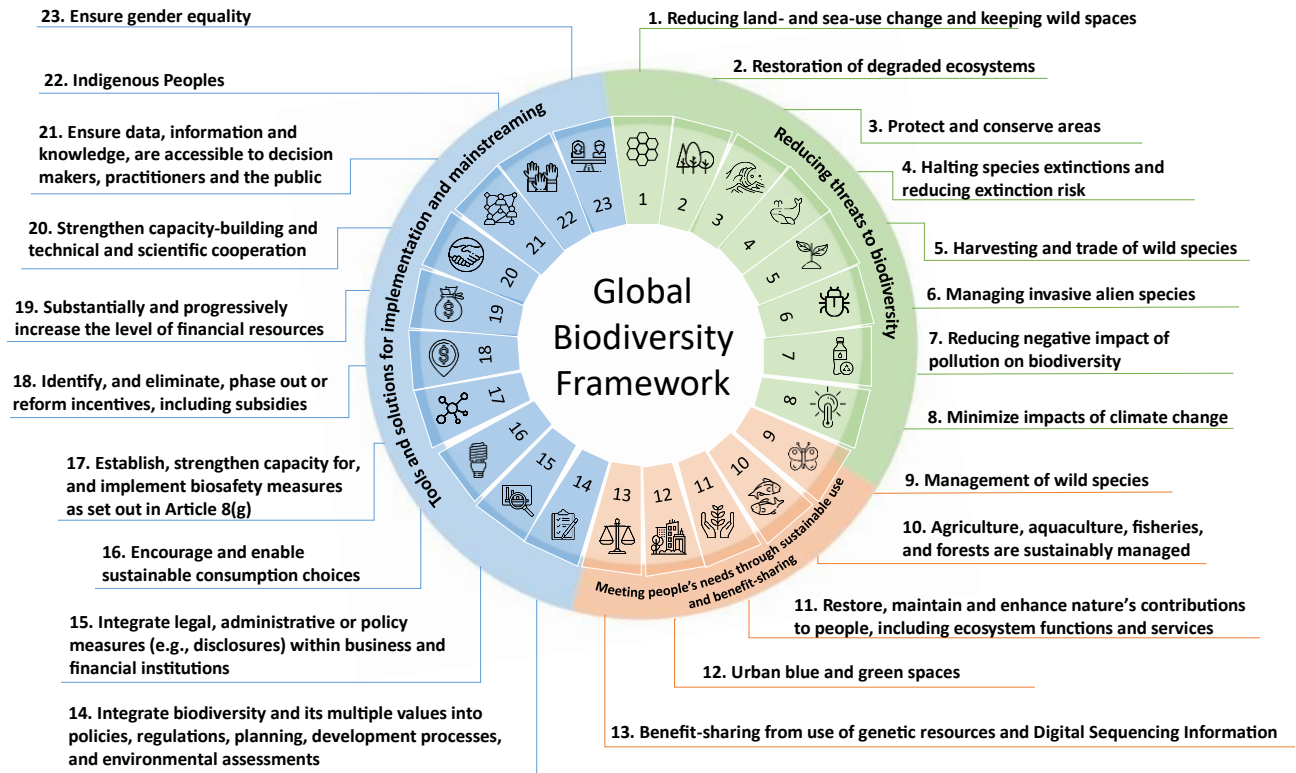 23. Ensure gender equality
22. Indigenous Peoples
21. Ensure data, information and
knowledge, are accessible to decision
makers, practitioners and the public
20. Strengthen capacity-building and
technical and scientific cooperation
19. Substantially and progressively
increase the level of financial resources
18. Identify, and eliminate, phase out or
reform incentives, including subsidies
17. Establish, strengthen capacity for,
and implement biosafety measures
as set out in Article 8(g)
16. Encourage and enable
sustainable consumption choices
15. Integrate legal, administrative or policy
measures (e.g., disclosures) within business and
financial institutions
14. Integrate biodiversity and its multiple values into
policies, regulations, planning, development processes,
and environmental assessments
Tools and solutions for implementation and mainstreaming
Reducing threats to biodiversity
Meeting people's needs through sustainable use
and benefit-sharing
1
2
3
4
5
6
7
8
9
10
11
12
13
14
15
16
17
18
19
20
21
22
23
Global
Biodiversity
Framework
1. Reducing land- and sea-use change and keeping wild spaces
2. Restoration of degraded ecosystems
3. Protect and conserve areas
4. Halting species extinctions and
reducing extinction risk
5. Harvesting and trade of wild species
6. Managing invasive alien species
7. Reducing negative impact of
pollution on biodiversity
8. Minimize impacts of climate change
9. Management of wild species
10. Agriculture, aquaculture, fisheries,
and forests are sustainably managed
11. Restore, maintain and enhance nature's contributions
to people, including ecosystem functions and services
12. Urban blue and green spaces
13. Benefit-sharing from use of genetic resources and Digital Sequencing Information